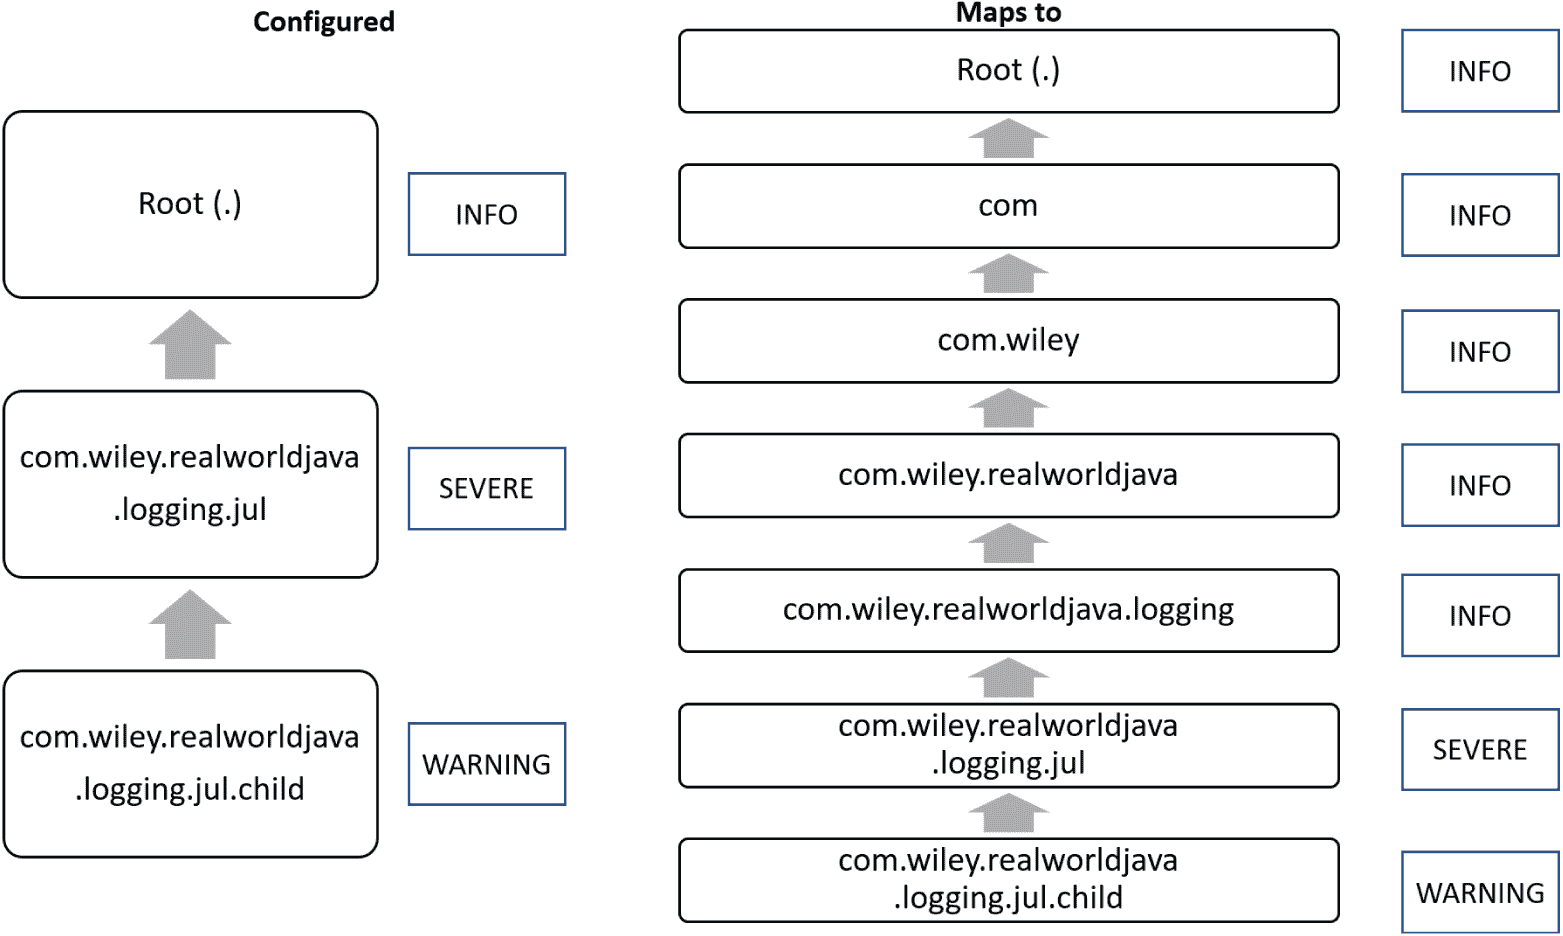 Configured
Root (.)
INFO
com.wiley.realworldjava
.logging.jul
SEVERE
com.wiley.realworldjava
.logging.jul.child
WARNING
Maps to
Root (.)
INFO
com
INFO
com.wiley
INFO
com.wiley.realworldjava
INFO
com.wiley.realworldjava.logging
INFO
com.wiley.realworldjava
.logging.jul
SEVERE
com.wiley.realworldjava
.logging.jul.child
WARNING